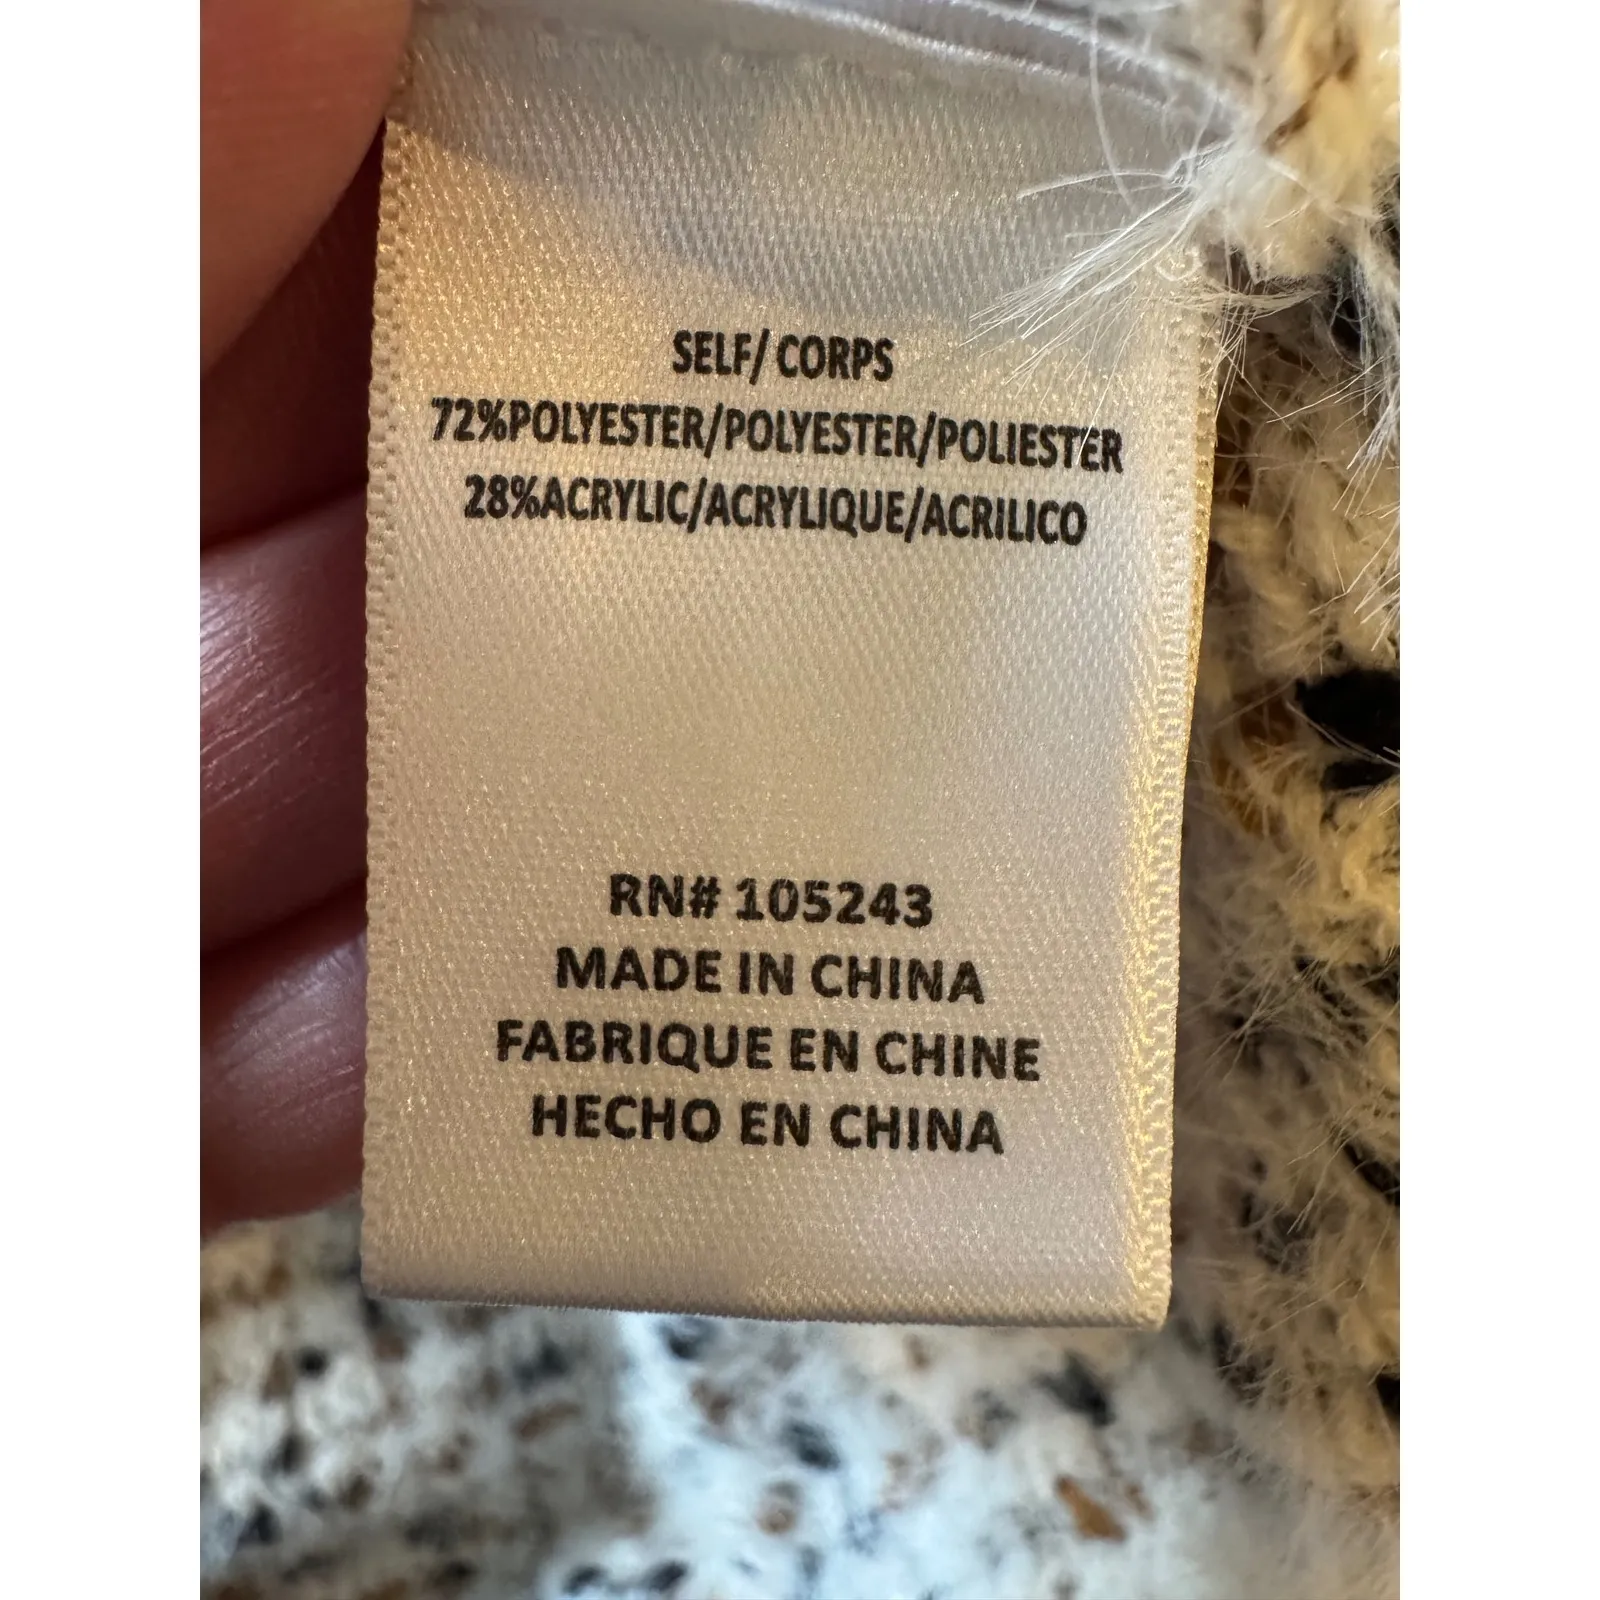 SELF/CORPS
72%POLYESTER/POLYESTER/POLIESTER
28%ACRYLIC/ACRYLIQUE/ACRILICO
RN# 105243
MADE IN CHINA
FABRIQUE EN CHINE
HECHO EN CHINA